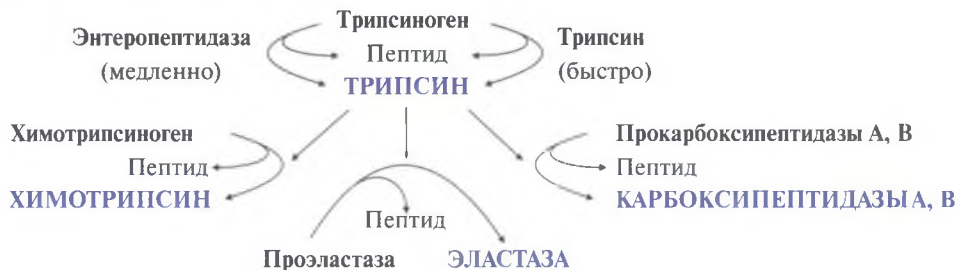 Трипсиноген
Энтеропептидаза
(медленно)
Пептид
Трипсин
(быстро)
ТРИПСИН
Химотрипсиноген
Пептид
ХИМОТРИПСИН
Прокарбоксипептидазы А, В
Пептид
КАРБОКСИПЕПТИДАЗЫ А, В
Пептид
Проэластаза
ЭЛАСТАЗА